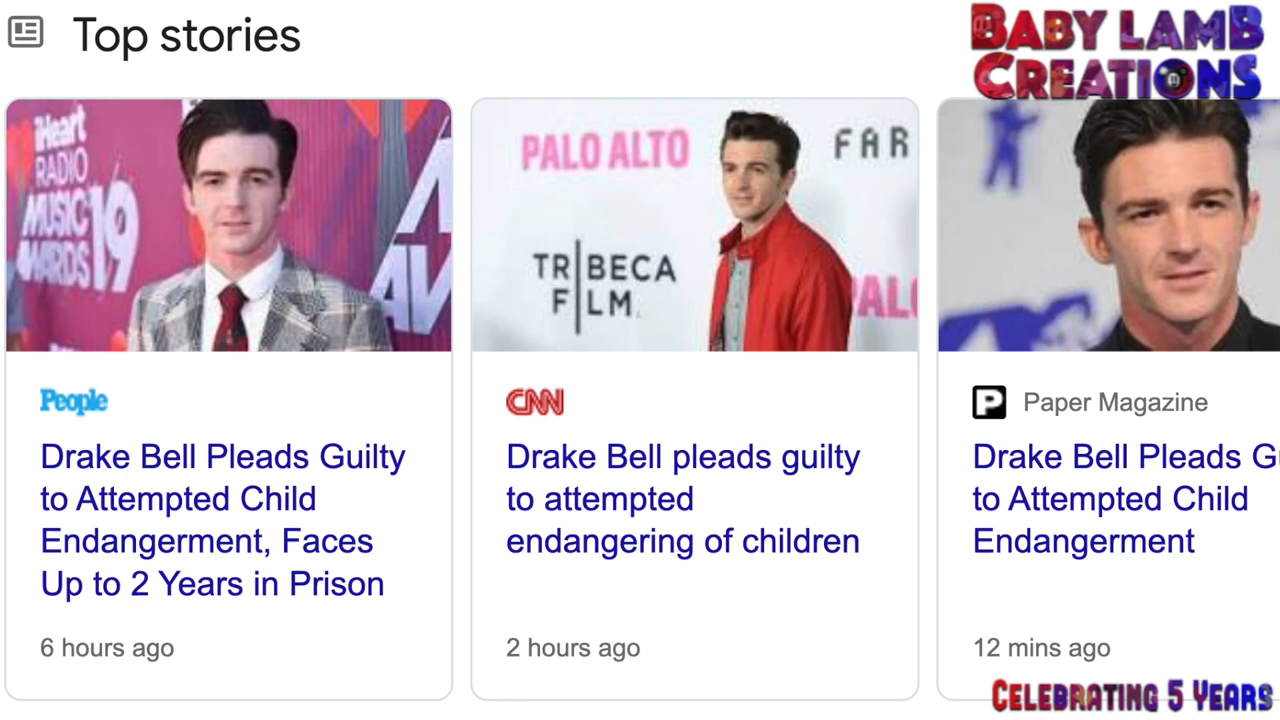 Top stories
BABY LAMB
CREATIONS
iHeart
RADIO
MUSIC
AWARDS
19
PALO ALTO
FAR
TRIBECA
FILM
People
Drake Bell Pleads Guilty
to Attempted Child
Endangerment, Faces
Up to 2 Years in Prison
6 hours ago
CNN
Drake Bell pleads guilty
to attempted
endangering of children
2 hours ago
P Paper Magazine
Drake Bell Pleads Gu
to Attempted Child
Endangerment
12 mins ago
CELEBRATING 5 YEARS